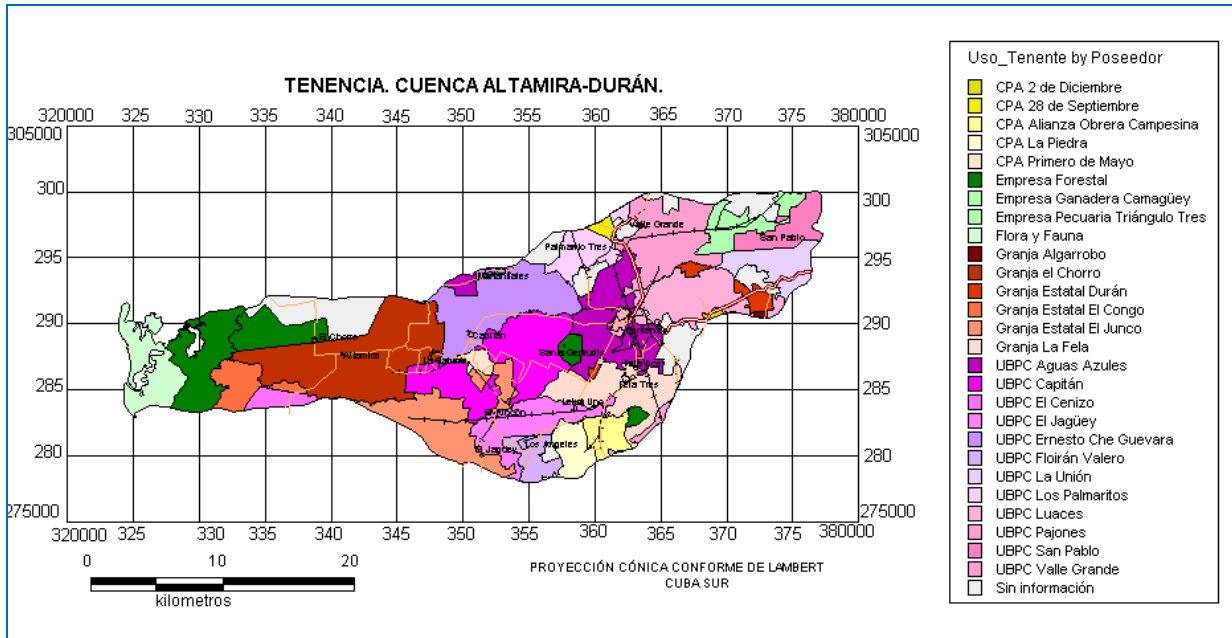 TENENCIA. CUENCA ALTAMIRA-DURÁN.
320000 325 330 335 340 345 350 355 360 365 370 375 380000
305000 305000
300 300
295 295
290 290
285 285
280 280
275000 275000
320000 325 330 335 340 345 350 355 360 365 370 375 380000
Valle Grande
Palmarito Tres
San Pablo
Capitán
El chorro
Altamira
Santa Gertrudis
Tres
Uno
Los Angeles
El Jagüey
0 10 20
kilometros
PROYECCIÓN CÓNICA CONFORME DE LAMBERT
CUBA SUR
Uso_Tenente by Poseedor
CPA 2 de Diciembre
CPA 28 de Septiembre
CPA Alianza Obrera Campesina
CPA La Piedra
CPA Primero de Mayo
Empresa Forestal
Empresa Ganadera Camagüey
Empresa Pecuaria Triángulo Tres
Flora y Fauna
Granja Algarrobo
Granja el Chorro
Granja Estatal Durán
Granja Estatal El Congo
Granja Estatal El Junco
Granja La Fela
UBPC Aguas Azules
UBPC Capitán
UBPC El Cenizo
UBPC El Jagüey
UBPC Ernesto Che Guevara
UBPC Floirán Valero
UBPC La Unión
UBPC Los Palmaritos
UBPC Luaces
UBPC Pajones
UBPC San Pablo
UBPC Valle Grande
Sin información